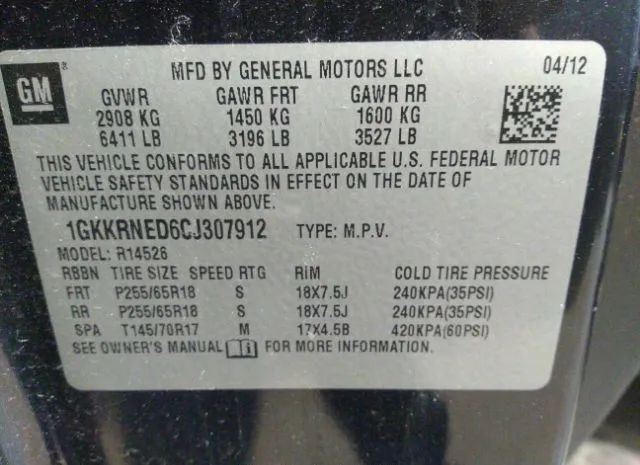 GM ® MFD BY GENERAL MOTORS LLC 04/12
GVWR GAWR FRT GAWR RR
2908 KG 1450 KG 1600 KG
6411 LB 3196 LB 3527 LB
THIS VEHICLE CONFORMS TO ALL APPLICABLE U.S. FEDERAL MOTOR
VEHICLE SAFETY STANDARDS IN EFFECT ON THE DATE OF
MANUFACTURE SHOWN ABOVE.
1GKKRNED6CJ307912 TYPE: M.P.V.
MODEL: R14526
RBBN TIRE SIZE SPEED RTG RIM COLD TIRE PRESSURE
FRT P255/65R18 S 18X7.5J 240KPA(35PSI)
RR P255/65R18 S 18X7.5J 240KPA(35PSI)
SPA T145/70R17 M 17X4.5B 420KPA(60PSI)
SEE OWNER'S MANUAL FOR MORE INFORMATION.